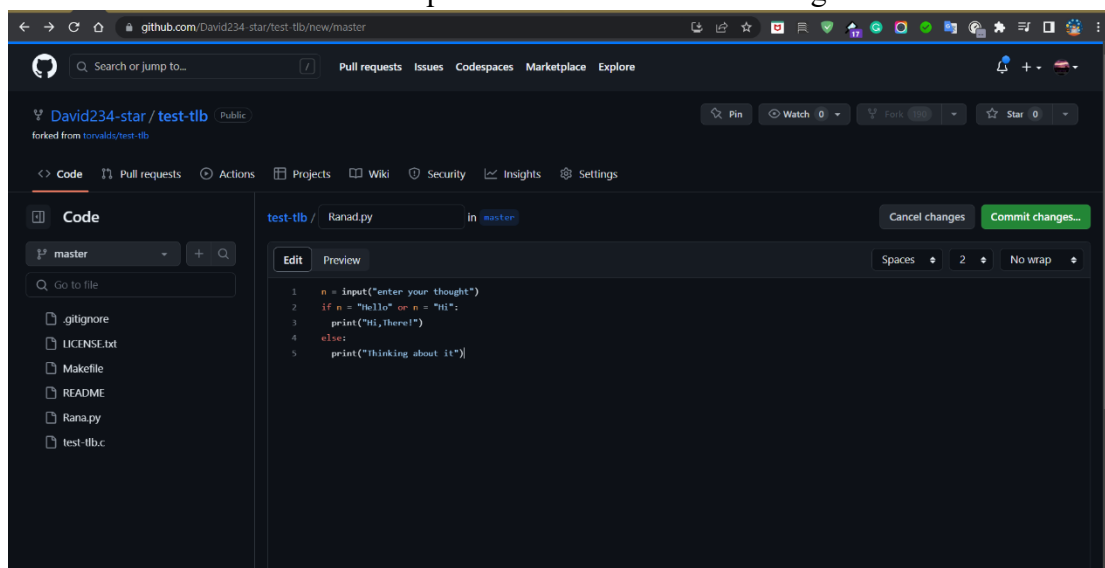 github.com/David234-star/test-tlb/new/master
17
Search or jump to... / Pull requests Issues Codespaces Marketplace Explore
David234-star / test-tlb Public
Pin Watch 0 Fork 190 Star 0
forked from torvalds/test-tlb
<> Code Pull requests Actions Projects Wiki Security Insights Settings
Code
test-tlb / Ranad.py in master
Cancel changes Commit changes...
master
Edit Preview
Spaces 2 No wrap
Go to file
1 n = input("enter your thought")
2 if n = "Hello" or n = "Hi":
3 print("Hi,There!")
4 else:
5 print("Thinking about it")
.gitignore
LICENSE.txt
Makefile
README
Rana.py
test-tlb.c